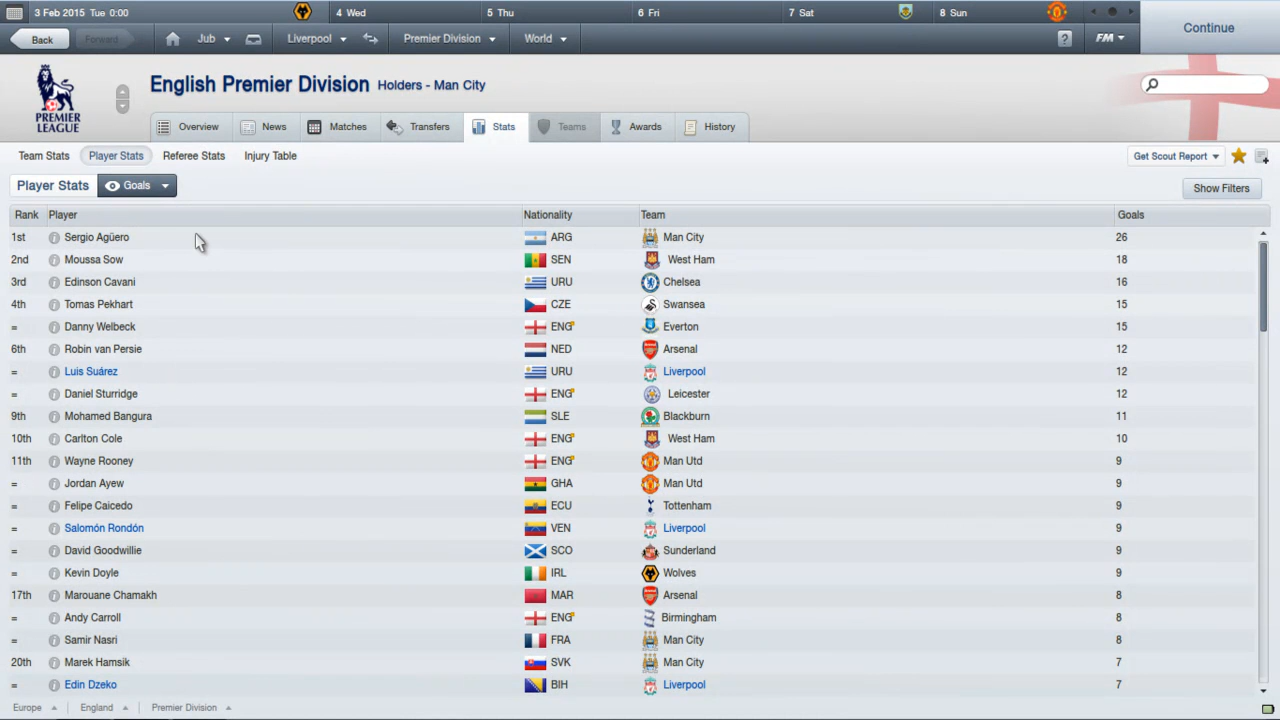 3 Feb 2015 Tue 0:00 4 Wed 5 Thu 6 Fri 7 Sat 8 Sun
Continue
Back Forward Jub Liverpool Premier Division World ? FM
English Premier Division Holders - Man City
PREMIER LEAGUE
Overview News Matches Transfers Stats Teams Awards History
Team Stats Player Stats Referee Stats Injury Table Get Scout Report
Player Stats Goals Show Filters
Rank Player Nationality Team Goals
1st Sergio Agüero ARG Man City 26
2nd Moussa Sow SEN West Ham 18
3rd Edinson Cavani URU Chelsea 16
4th Tomas Pekhart CZE Swansea 15
= Danny Welbeck ENG Everton 15
6th Robin van Persie NED Arsenal 12
= Luis Suárez URU Liverpool 12
= Daniel Sturridge ENG Leicester 12
9th Mohamed Bangura SLE Blackburn 11
10th Carlton Cole ENG West Ham 10
11th Wayne Rooney ENG Man Utd 9
= Jordan Ayew GHA Man Utd 9
= Felipe Caicedo ECU Tottenham 9
= Salomón Rondón VEN Liverpool 9
= David Goodwillie SCO Sunderland 9
= Kevin Doyle IRL Wolves 9
17th Marouane Chamakh MAR Arsenal 8
= Andy Carroll ENG Birmingham 8
= Samir Nasri FRA Man City 8
20th Marek Hamsik SVK Man City 7
= Edin Dzeko BIH Liverpool 7
Europe England Premier Division